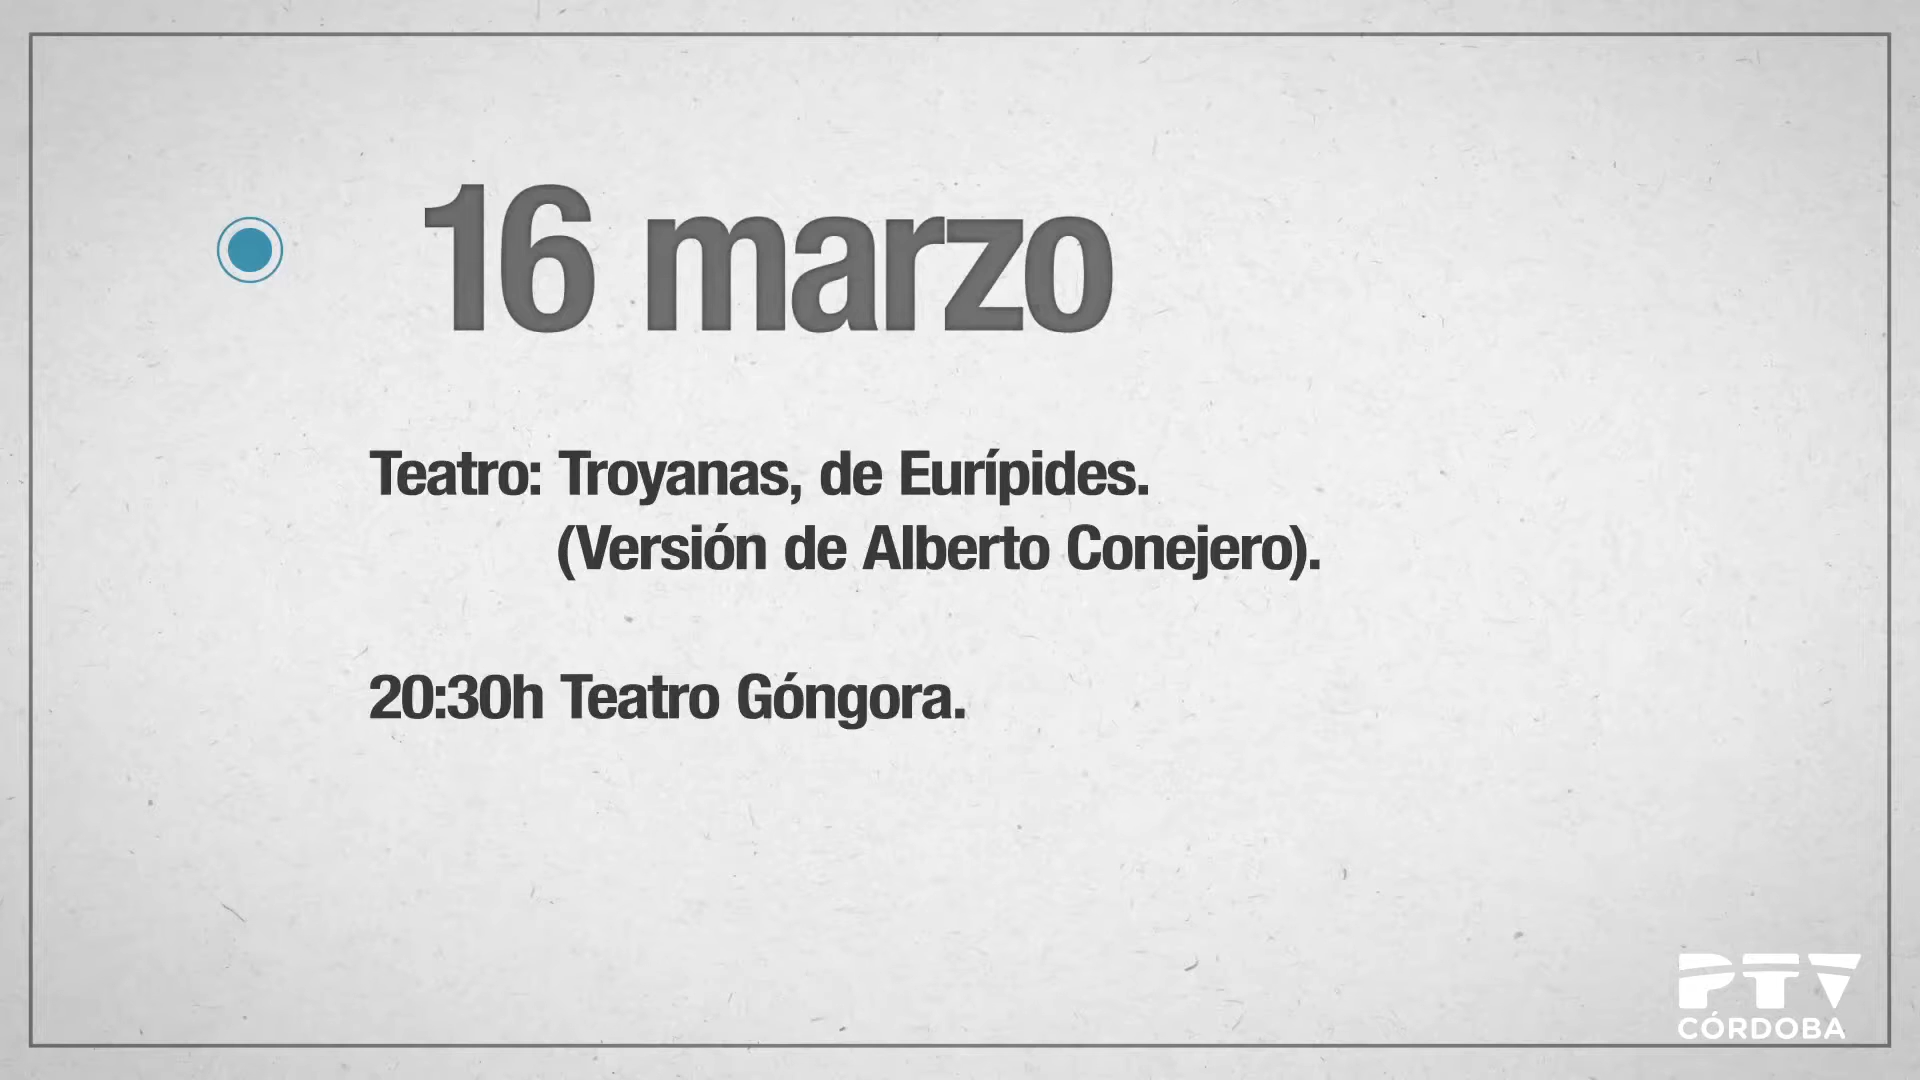 16 marzo
Teatro: Troyanas, de Eurípides.
(Versión de Alberto Conejero).
20:30h Teatro Góngora.
PTV
CÓRDOBA